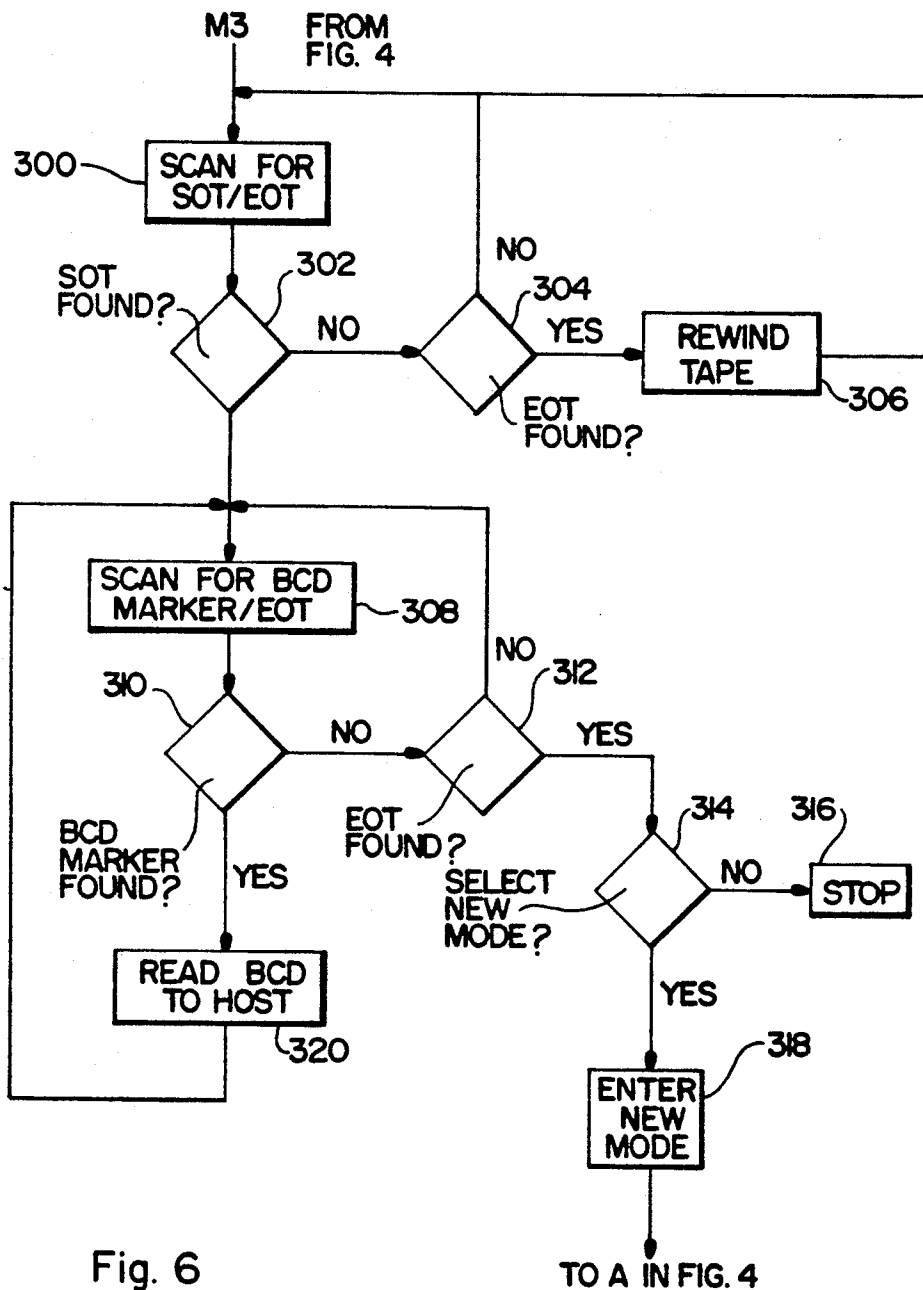 M3 FROM
FIG. 4
300
SCAN FOR
SOT/EOT
SOT
FOUND?
302
NO
NO
304
YES
EOT
FOUND?
REWIND
TAPE
306
SCAN FOR BCD
MARKER/EOT
308
310
NO
BCD
MARKER
FOUND?
YES
NO
312
YES
EOT
FOUND?
READ BCD
TO HOST
320
SELECT
NEW
MODE?
314
NO
316
STOP
YES
318
ENTER
NEW
MODE
Fig. 6
TO A IN FIG. 4